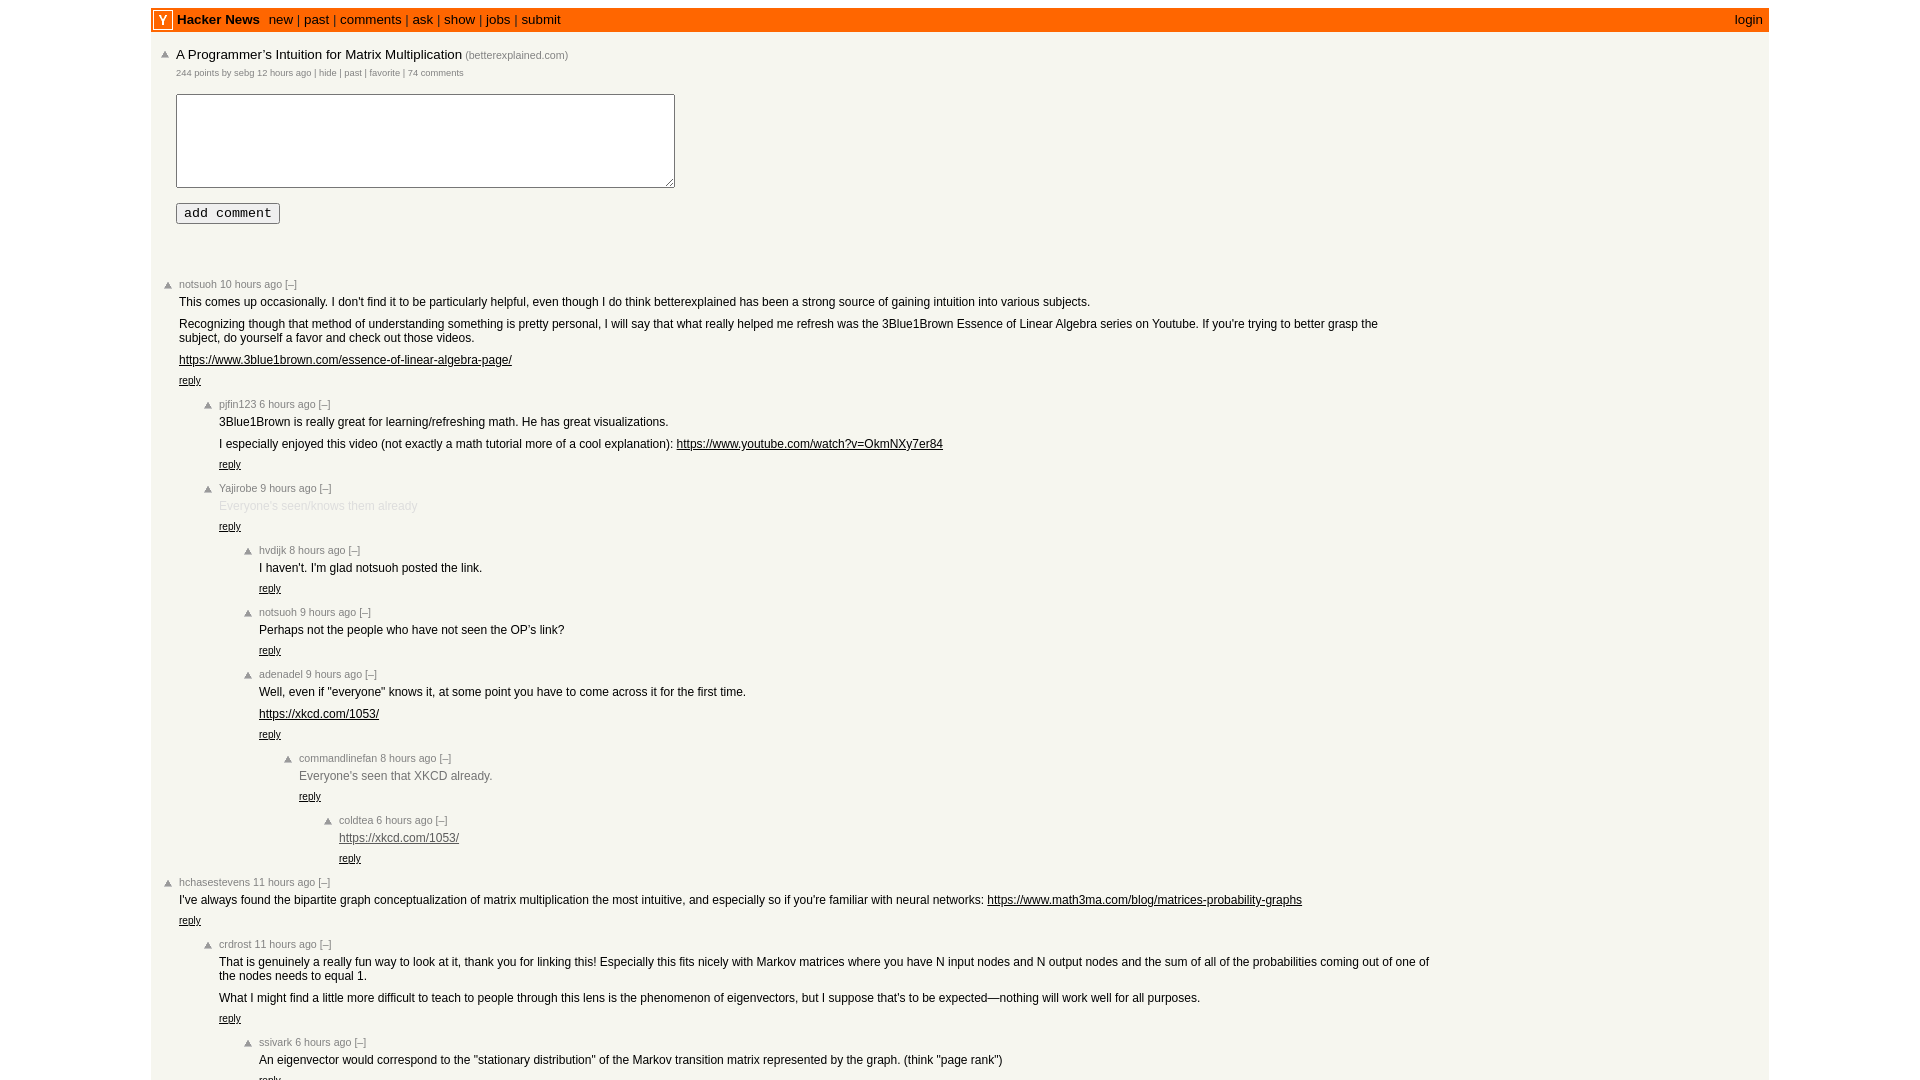 Y Hacker News new | past | comments | ask | show | jobs | submit login
A Programmer’s Intuition for Matrix Multiplication (betterexplained.com)
244 points by sebg 12 hours ago | hide | past | favorite | 74 comments
add comment
notsuoh 10 hours ago [–]
This comes up occasionally. I don't find it to be particularly helpful, even though I do think betterexplained has been a strong source of gaining intuition into various subjects.
Recognizing though that method of understanding something is pretty personal, I will say that what really helped me refresh was the 3Blue1Brown Essence of Linear Algebra series on Youtube. If you're trying to better grasp the
subject, do yourself a favor and check out those videos.
https://www.3blue1brown.com/essence-of-linear-algebra-page/
reply
pjfin123 6 hours ago [–]
3Blue1Brown is really great for learning/refreshing math. He has great visualizations.
I especially enjoyed this video (not exactly a math tutorial more of a cool explanation): https://www.youtube.com/watch?v=OkmNXy7er84
reply
Yajirobe 9 hours ago [–]
Everyone's seen/knows them already
reply
hvdijk 8 hours ago [–]
I haven't. I'm glad notsuoh posted the link.
reply
notsuoh 9 hours ago [–]
Perhaps not the people who have not seen the OP’s link?
reply
adenadel 9 hours ago [–]
Well, even if "everyone" knows it, at some point you have to come across it for the first time.
https://xkcd.com/1053/
reply
commandlinefan 8 hours ago [–]
Everyone's seen that XKCD already.
reply
coldtea 6 hours ago [–]
https://xkcd.com/1053/
reply
hchasestevens 11 hours ago [–]
I've always found the bipartite graph conceptualization of matrix multiplication the most intuitive, and especially so if you're familiar with neural networks: https://www.math3ma.com/blog/matrices-probability-graphs
reply
crdrost 11 hours ago [–]
That is genuinely a really fun way to look at it, thank you for linking this! Especially this fits nicely with Markov matrices where you have N input nodes and N output nodes and the sum of all of the probabilities coming out of one of
the nodes needs to equal 1.
What I might find a little more difficult to teach to people through this lens is the phenomenon of eigenvectors, but I suppose that's to be expected—nothing will work well for all purposes.
reply
ssivark 6 hours ago [–]
An eigenvector would correspond to the "stationary distribution" of the Markov transition matrix represented by the graph. (think "page rank")
reply